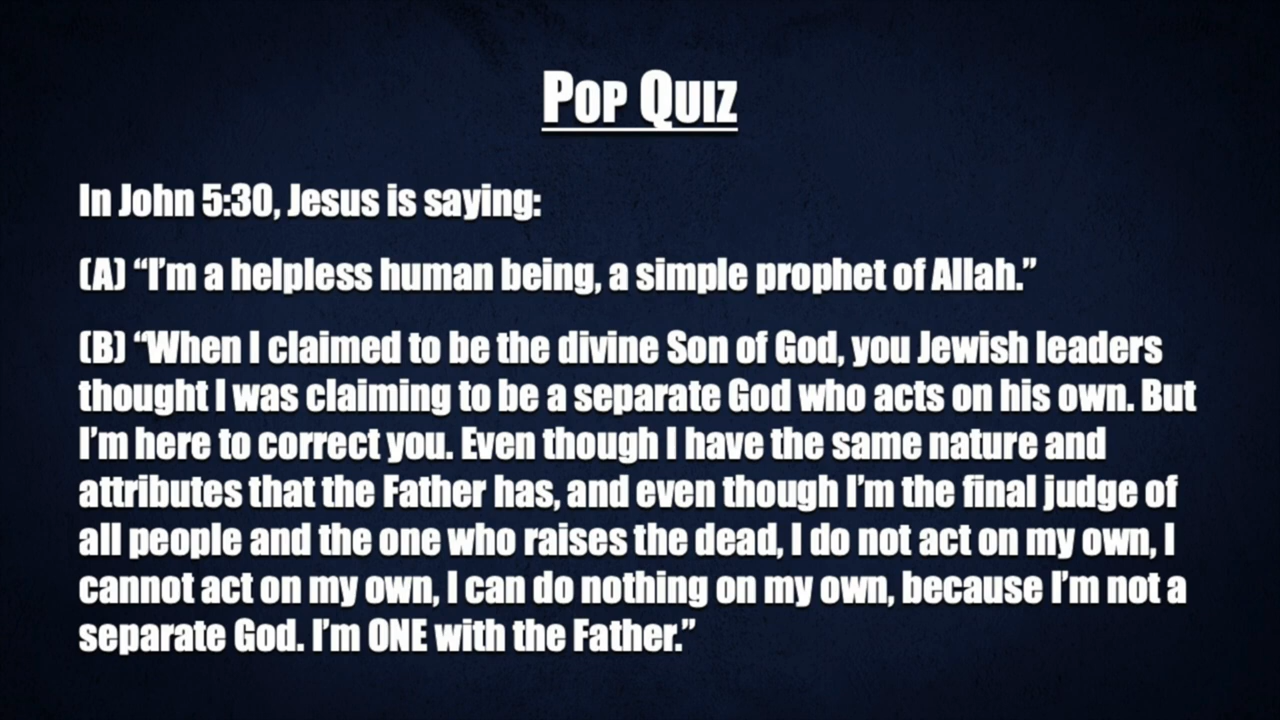 Pop Quiz
In John 5:30, Jesus is saying:
(A) “I’m a helpless human being, a simple prophet of Allah.”
(B) “When I claimed to be the divine Son of God, you Jewish leaders
thought I was claiming to be a separate God who acts on his own. But
I’m here to correct you. Even though I have the same nature and
attributes that the Father has, and even though I’m the final judge of
all people and the one who raises the dead, I do not act on my own, I
cannot act on my own, I can do nothing on my own, because I’m not a
separate God. I’m ONE with the Father.”